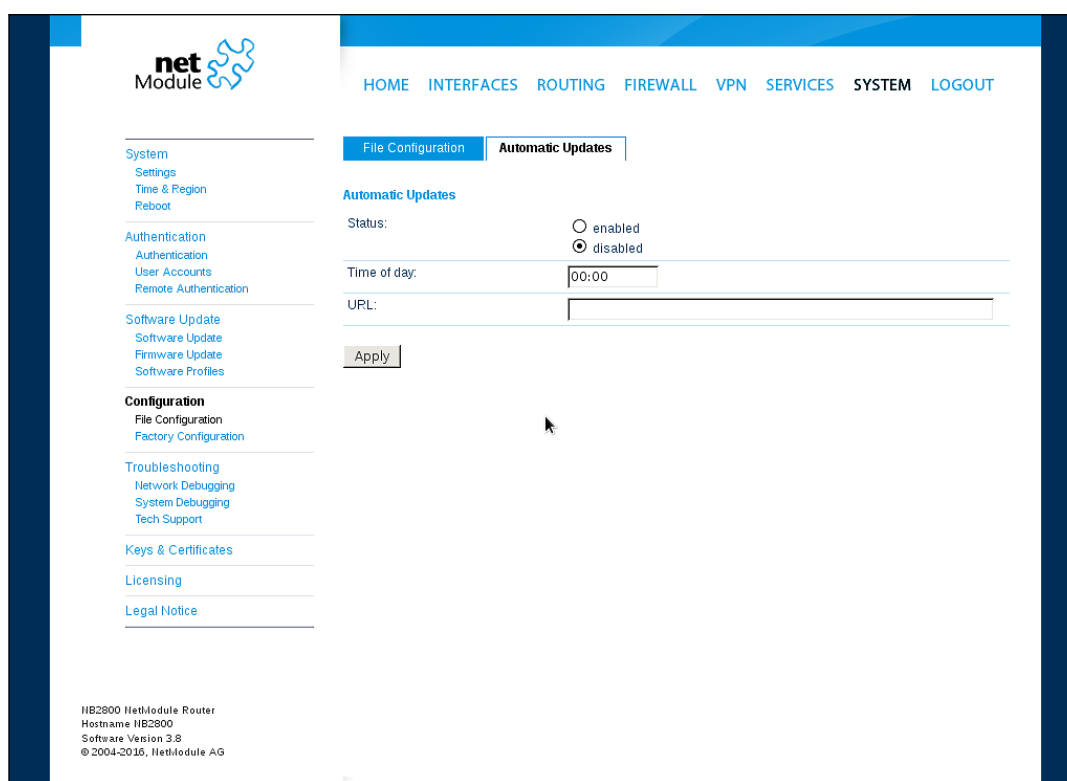 net
Module
HOME INTERFACES ROUTING FIREWALL VPN SERVICES SYSTEM LOGOUT
System
Settings
Time & Region
Reboot
Authentication
Authentication
User Accounts
Remote Authentication
Software Update
Software Update
Firmware Update
Software Profiles
Configuration
File Configuration
Factory Configuration
Troubleshooting
Network Debugging
System Debugging
Tech Support
Keys & Certificates
Licensing
Legal Notice
File Configuration Automatic Updates
Automatic Updates
Status:
enabled
disabled
Time of day:
00:00
URL:
Apply
NB2800 NetModule Router
Hostname NB2800
Software Version 3.8
© 2004-2016, NetModule AG